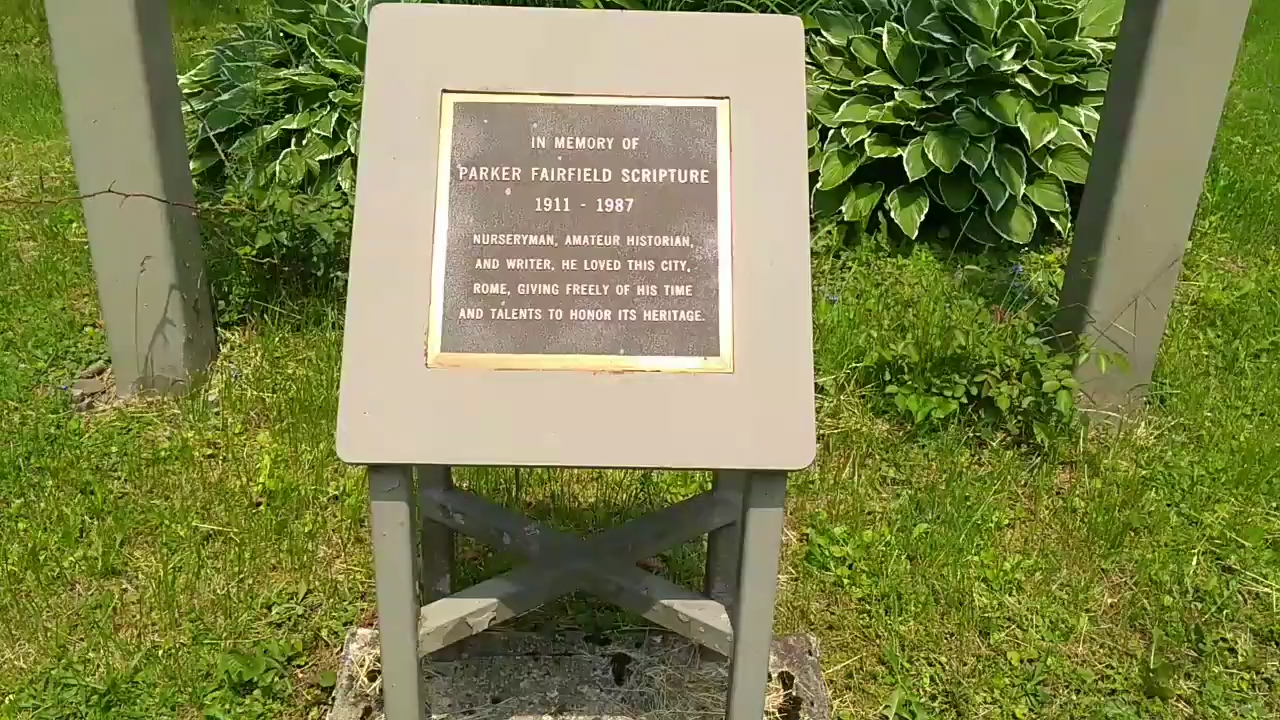 IN MEMORY OF
PARKER FAIRFIELD SCRIPTURE
1911 - 1987
NURSERYMAN, AMATEUR HISTORIAN,
AND WRITER, HE LOVED THIS CITY,
ROME, GIVING FREELY OF HIS TIME
AND TALENTS TO HONOR ITS HERITAGE.